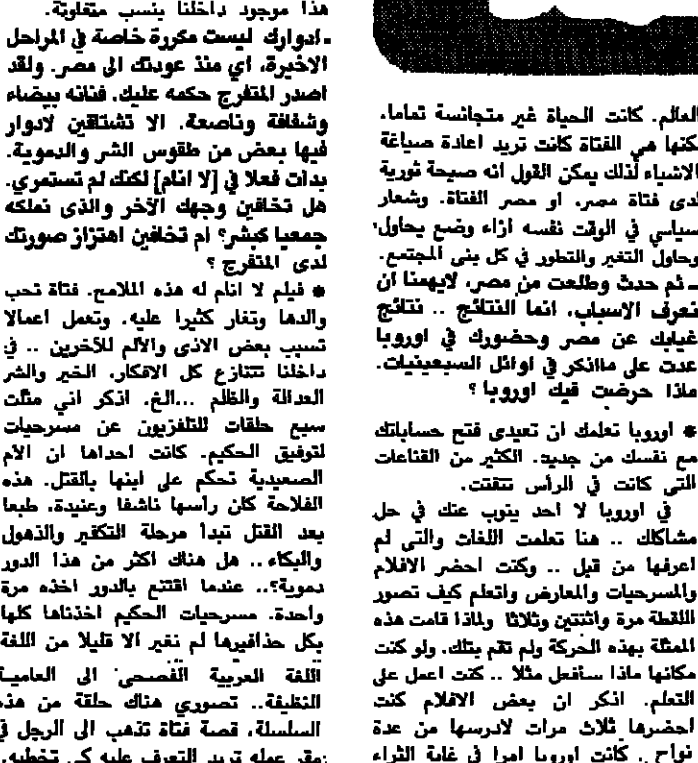 العالم. كانت الحياة غير متجانسة تماما.
لكنها هي الفتاة كانت تريد اعادة صياغة
الاشياء لذلك يمكن القول انه صيحة ثورية
لدى فتاة مصر. او مصر الفتاة. وشعار
سياسي في الوقت نفسه ازاء وضع يحاول
وحاول التغير والتطور في كل بنى المجتمع.
ـ ثم حدث وطلعت من مصر، لايهمنا ان
نعرف الاسباب، انما النتائج .. نتائج
غيابك عن مصر وحضورك في اوروبا
عدت على مااذكر في اوائل السبعينيات.
ماذا حرضت فيك اوروبا ؟
* اوروبا تعلمك ان تعيدي فتح حساباتك
مع نفسك من جديد. الكثير من القناعات
التي كانت في الرأس تفتتت.
في اوروبا لا احد ينوب عنك في حل
مشاكلك .. هنا تعلمت اللغات والتي لم
اعرفها من قبل .. وكنت احضر الافلام
والمسرحيات والمعارض واتعلم كيف تصور
اللقطة مرة واثنتين وثلاثا ولماذا قامت هذه
الممثلة بهذه الحركة ولم تقم بتلك. ولو كنت
مكانها ماذا سأفعل مثلا .. كنت اعمل على
التعلم. اذكر ان بعض الافلام كنت
احضرها ثلاث مرات لادرسها من عدة
نواح . كانت اوروبا امرا في غاية الثراء
هذا موجود داخلنا بنسب متفاوتة.
ـ ادوارك ليست مكررة خاصة في المراحل
الاخيرة، اي منذ عودتك الى مصر. ولقد
اصدر المتفرج حكمه عليك. فنانه بيضاء
وشفافة وناصعة. الا تشتاقين لادوار
فيها بعض من طقوس الشر والدموية.
بدات فعلا في [لا انام] لكنك لم تستمري.
هل تخافين وجهك الآخر والذي نملكه
جمعيا كبشر؟ ام تخافين اهتزاز صورتك
لدى المتفرج ؟
* فيلم لا انام له هذه الملامح. فتاة تحب
والدها وتغار كثيرا عليه. وتعمل اعمالا
تسبب بعض الاذى والألم للآخرين .. في
داخلنا تتنازع كل الافكار. الخير والشر
العدالة والظلم ...الخ. اذكر اني مثلت
سبع حلقات للتلفزيون عن مسرحيات
لتوفيق الحكيم. كانت احداها ان الأم
الصعيدية تحكم على ابنها بالقتل. هذه
الفلاحة كان رأسها ناشفا وعنيدة. طبعا
بعد القتل تبدأ مرحلة التكفير والذهول
والبكاء .. هل هناك اكثر من هذا الدور
دموية؟.. عندما اقتنع بالدور اخذه مرة
واحدة. مسرحيات الحكيم اخذناها كلها
بكل حذافيرها لم نغير الا قليلا من اللغة
اللغة العربية الفصحى الى العامية
النظيفة.. تصوري هناك حلقة من هذه
السلسلة، قصة فتاة تذهب الى الرجل في
مقر عمله تريد التعرف عليه كي تخطبه.